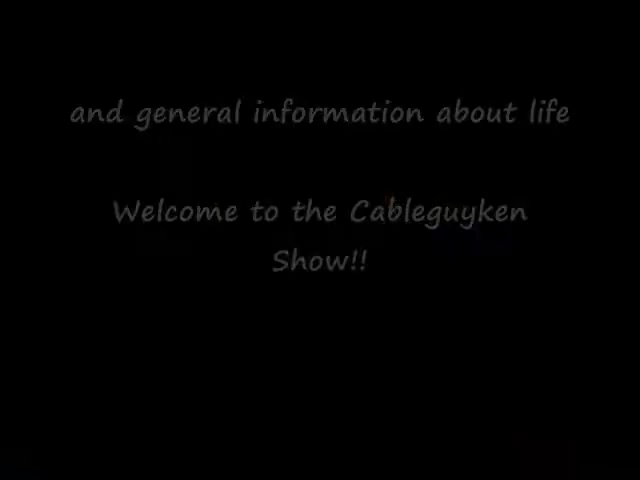 and general information about life
Welcome to the Cableguyken
Show!!